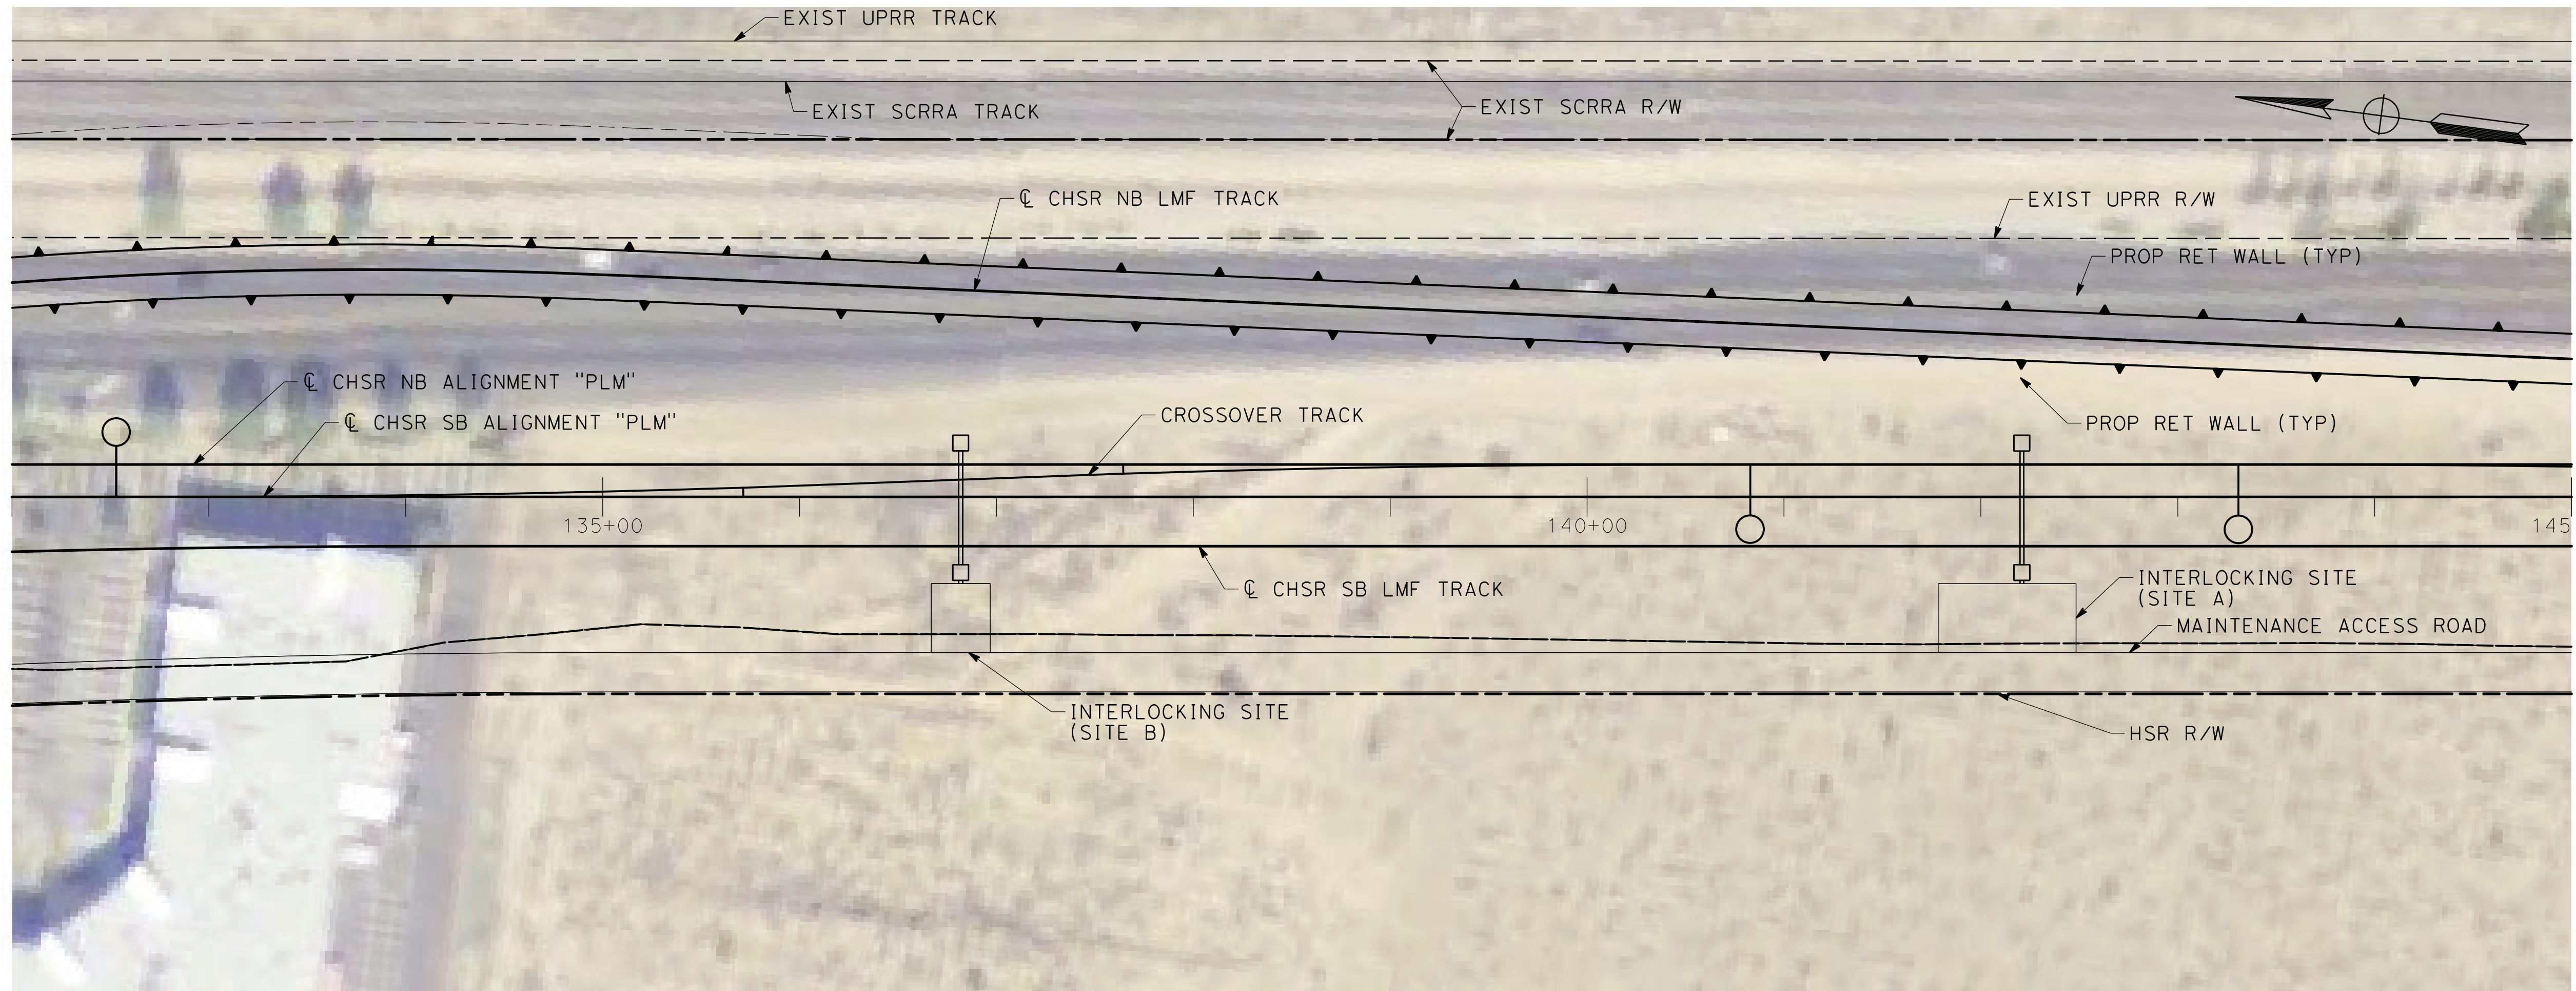 EXIST UPRR TRACK
EXIST SCRRA TRACK
EXIST SCRRA R/W
℄ CHSR NB LMF TRACK
EXIST UPRR R/W
PROP RET WALL (TYP)
℄ CHSR NB ALIGNMENT "PLM"
℄ CHSR SB ALIGNMENT "PLM"
CROSSOVER TRACK
PROP RET WALL (TYP)
135+00
140+00
145
℄ CHSR SB LMF TRACK
INTERLOCKING SITE
(SITE A)
MAINTENANCE ACCESS ROAD
INTERLOCKING SITE
(SITE B)
HSR R/W